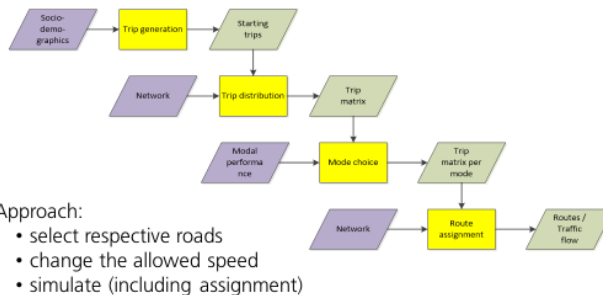 Socio-
demo-
graphics
Trip generation
Starting
trips
Network
Trip distribution
Trip
matrix
Modal
performa
nce
Mode choice
Trip
matrix per
mode
Network
Route
assignment
Routes /
Traffic
flow
Approach:
• select respective roads
• change the allowed speed
• simulate (including assignment)